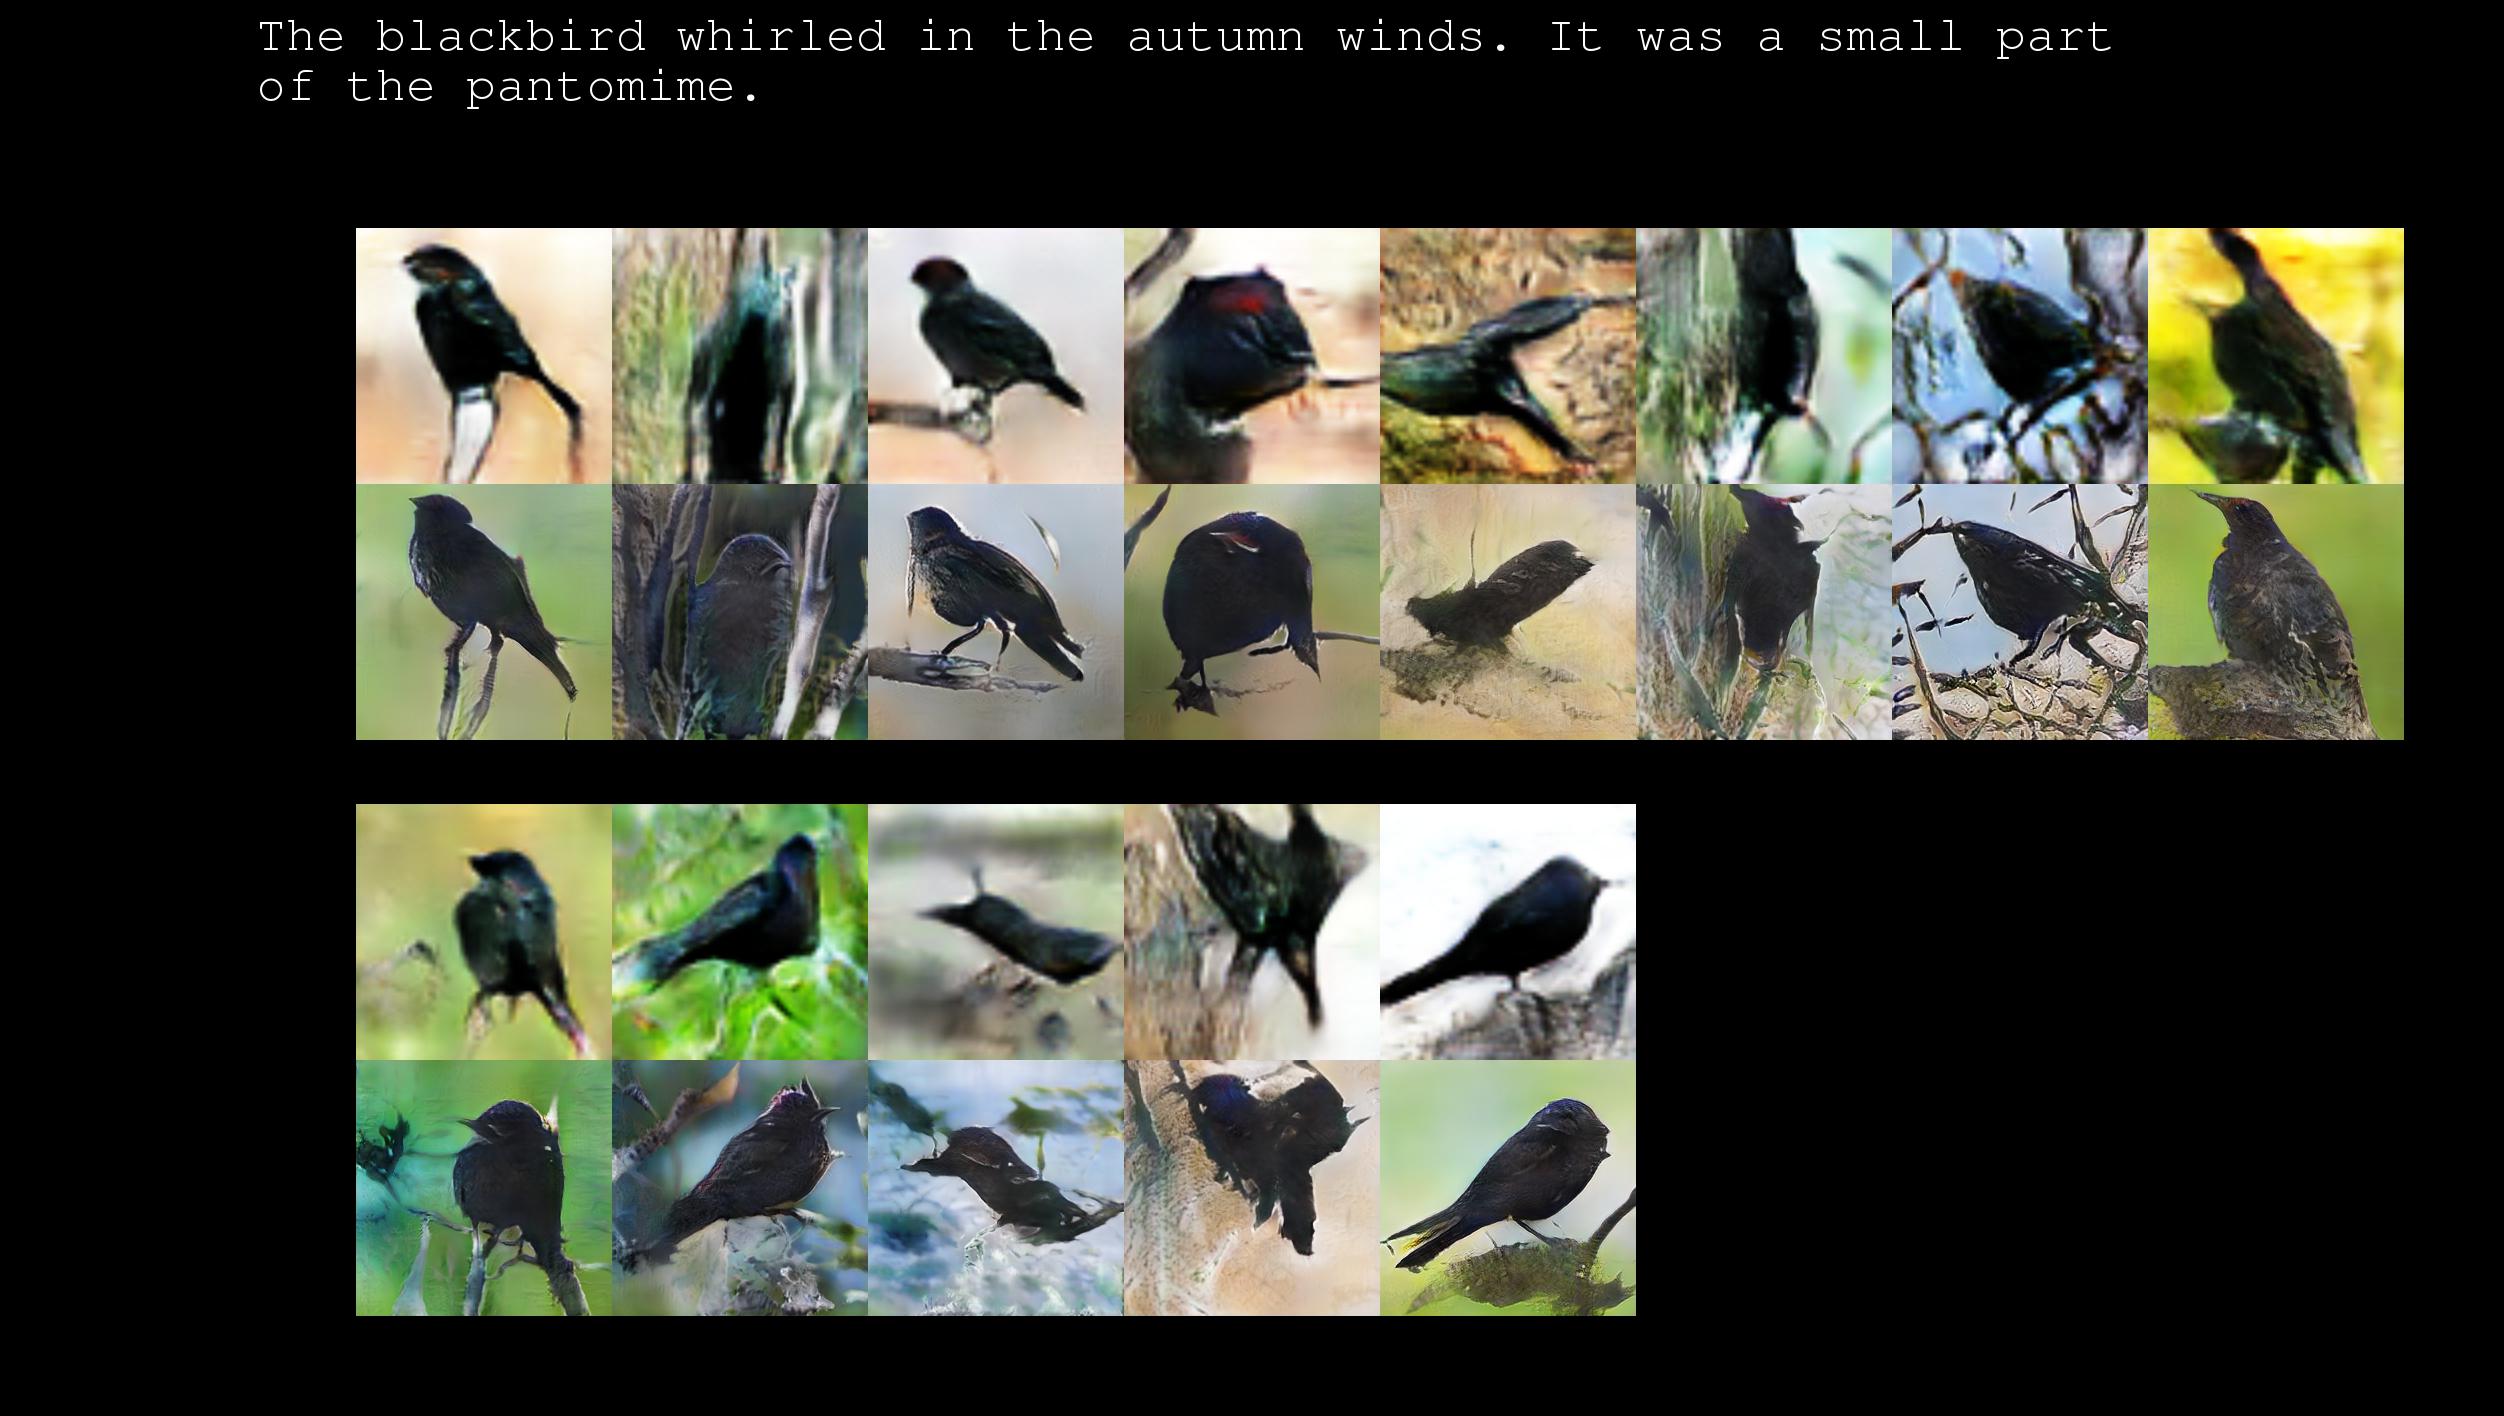 The blackbird whirled in the autumn winds. It was a small part
of the pantomime.